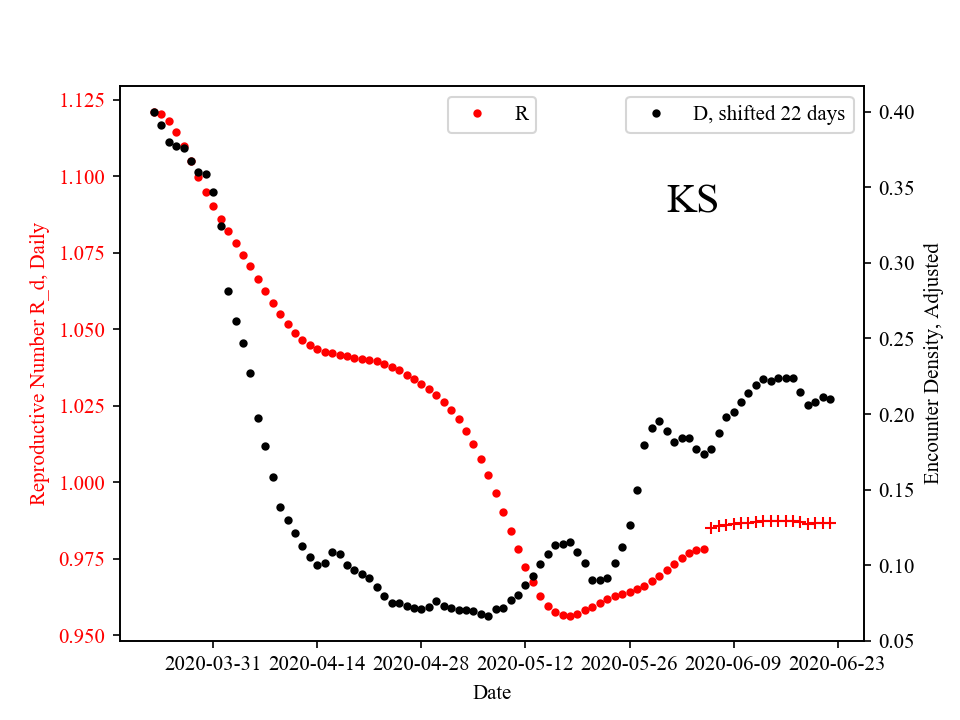 R
D, shifted 22 days
KS
Reproductive Number R_d, Daily
1.125
1.100
1.075
1.050
1.025
1.000
0.975
0.950
0.40
0.35
0.30
0.25
0.20
0.15
0.10
0.05
Encounter Density, Adjusted
2020-03-31 2020-04-14 2020-04-28 2020-05-12 2020-05-26 2020-06-09 2020-06-23
Date